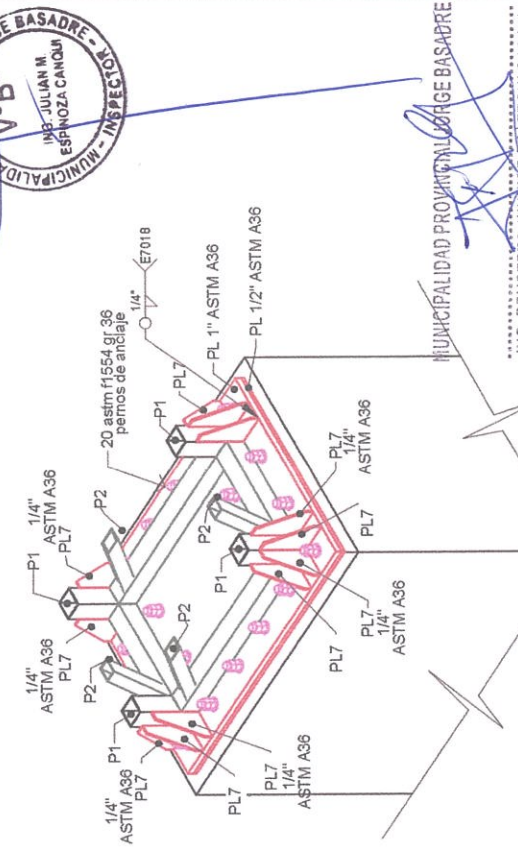 BASADRE - INSPECTOR - MUNICIPALIDAD
V°B°
ING. JULIAN M.
ESPINOZA CANQUI
MUNICIPALIDAD PROVINCIAL JORGE BASADRE
20 astm f1554 gr 36
pernos de anclaje
1/4"
E7018
PL 1" ASTM A36
PL 1/2" ASTM A36
P1
PL7
1/4"
ASTM A36
PL7
P2
P1
1/4"
ASTM A36
PL7
P2
P1
1/4"
ASTM A36
PL7
PL7
PL7
1/4"
ASTM A36
P2
P2
P1
PL7
1/4"
ASTM A36
PL7
PL7
PL7
1/4"
ASTM A36